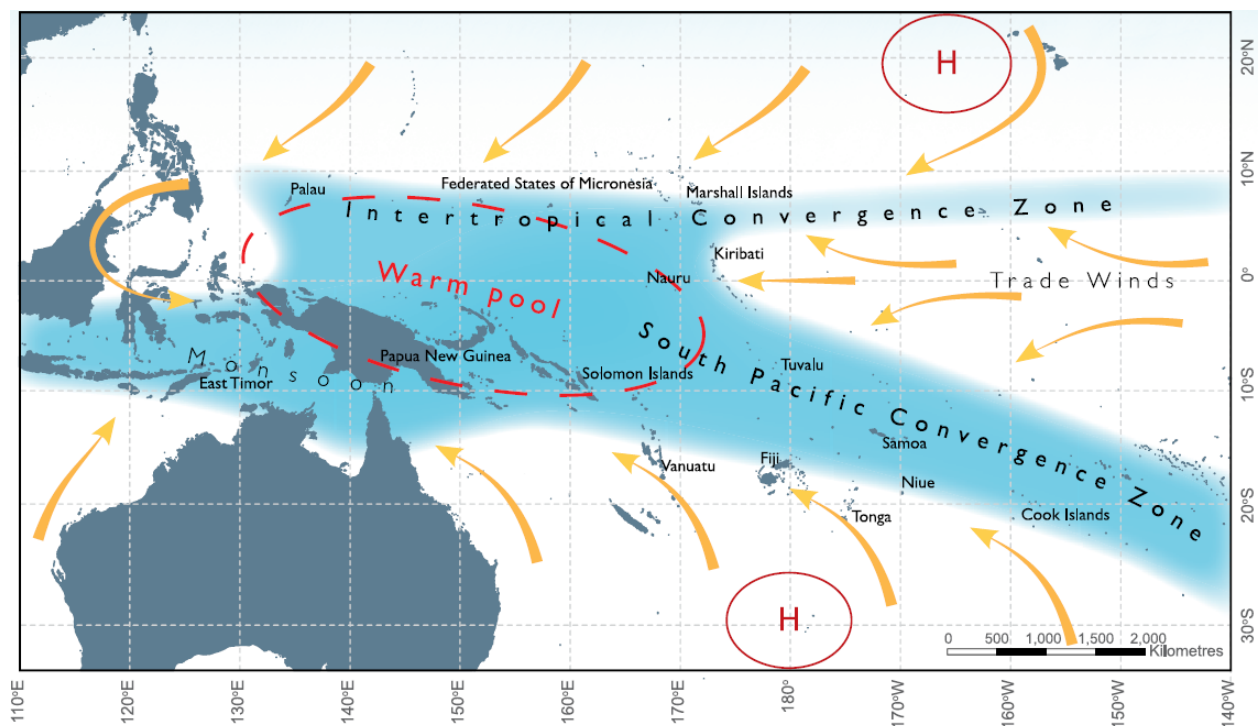 H
20°N
10°N
Palau
Federated States of Micronesia
Marshall Islands
Intertropical Convergence Zone
Kiribati
Nauru
Warm pool
Trade Winds
0°
Monsoon
East Timor
Papua New Guinea
Solomon Islands
South Pacific Convergence Zone
Tuvalu
10°S
Samoa
Vanuatu
Fiji
Niue
Tonga
Cook Islands
20°S
H
30°S
0 500 1,000 1,500 2,000
Kilometres
110°E 120°E 130°E 140°E 150°E 160°E 170°E 180° 170°W 160°W 150°W 140°W